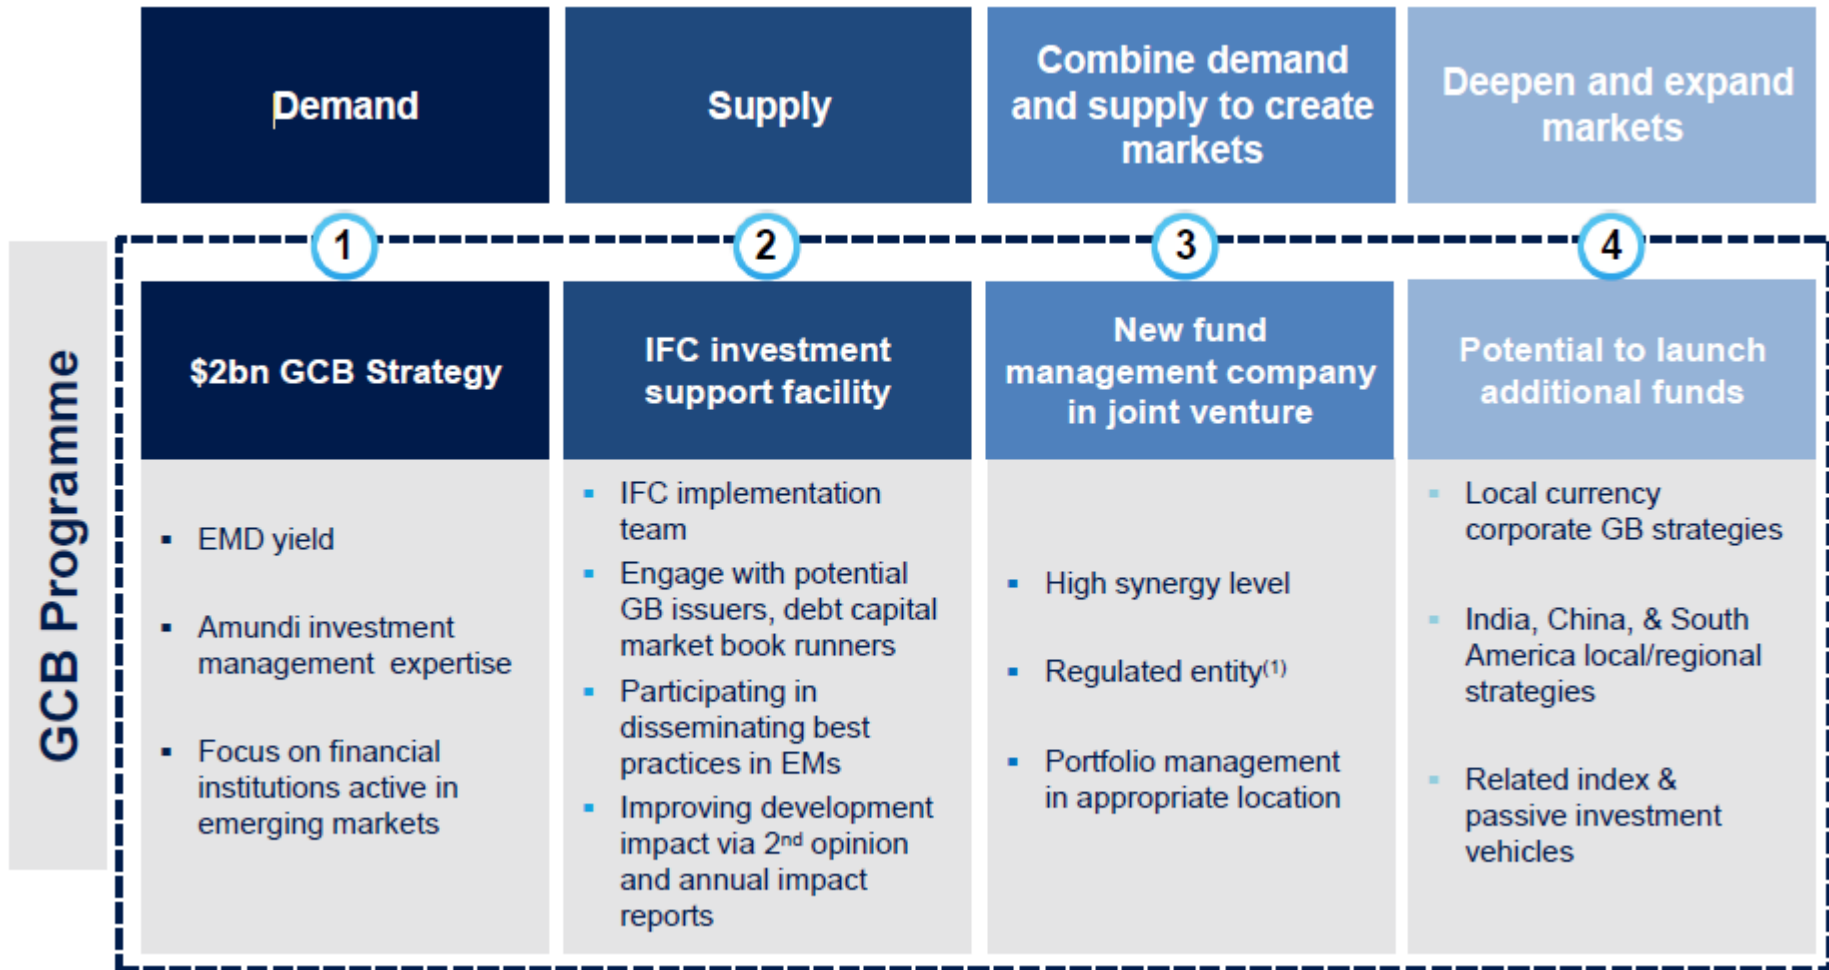 Demand
Supply
Combine demand
and supply to create
markets
Deepen and expand
markets
1
2
3
4
GCB Programme
$2bn GCB Strategy
▪ EMD yield
▪ Amundi investment
management expertise
▪ Focus on financial
institutions active in
emerging markets
IFC investment
support facility
▪ IFC implementation
team
▪ Engage with potential
GB issuers, debt capital
market book runners
▪ Participating in
disseminating best
practices in EMs
▪ Improving development
impact via 2nd opinion
and annual impact
reports
New fund
management company
in joint venture
▪ High synergy level
▪ Regulated entity(1)
▪ Portfolio management
in appropriate location
Potential to launch
additional funds
▪ Local currency
corporate GB strategies
▪ India, China, & South
America local/regional
strategies
▪ Related index &
passive investment
vehicles